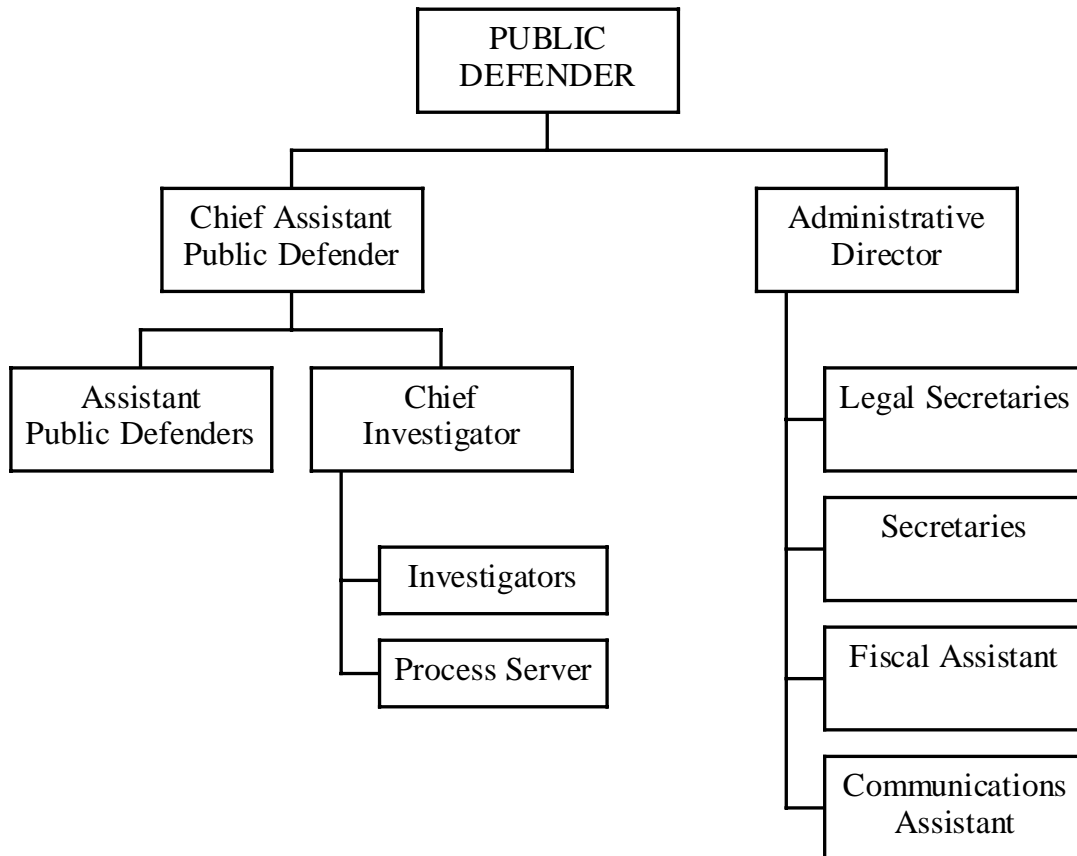 PUBLIC
DEFENDER
Chief Assistant
Public Defender
Administrative
Director
Assistant
Public Defenders
Chief
Investigator
Legal Secretaries
Secretaries
Investigators
Fiscal Assistant
Process Server
Communications
Assistant